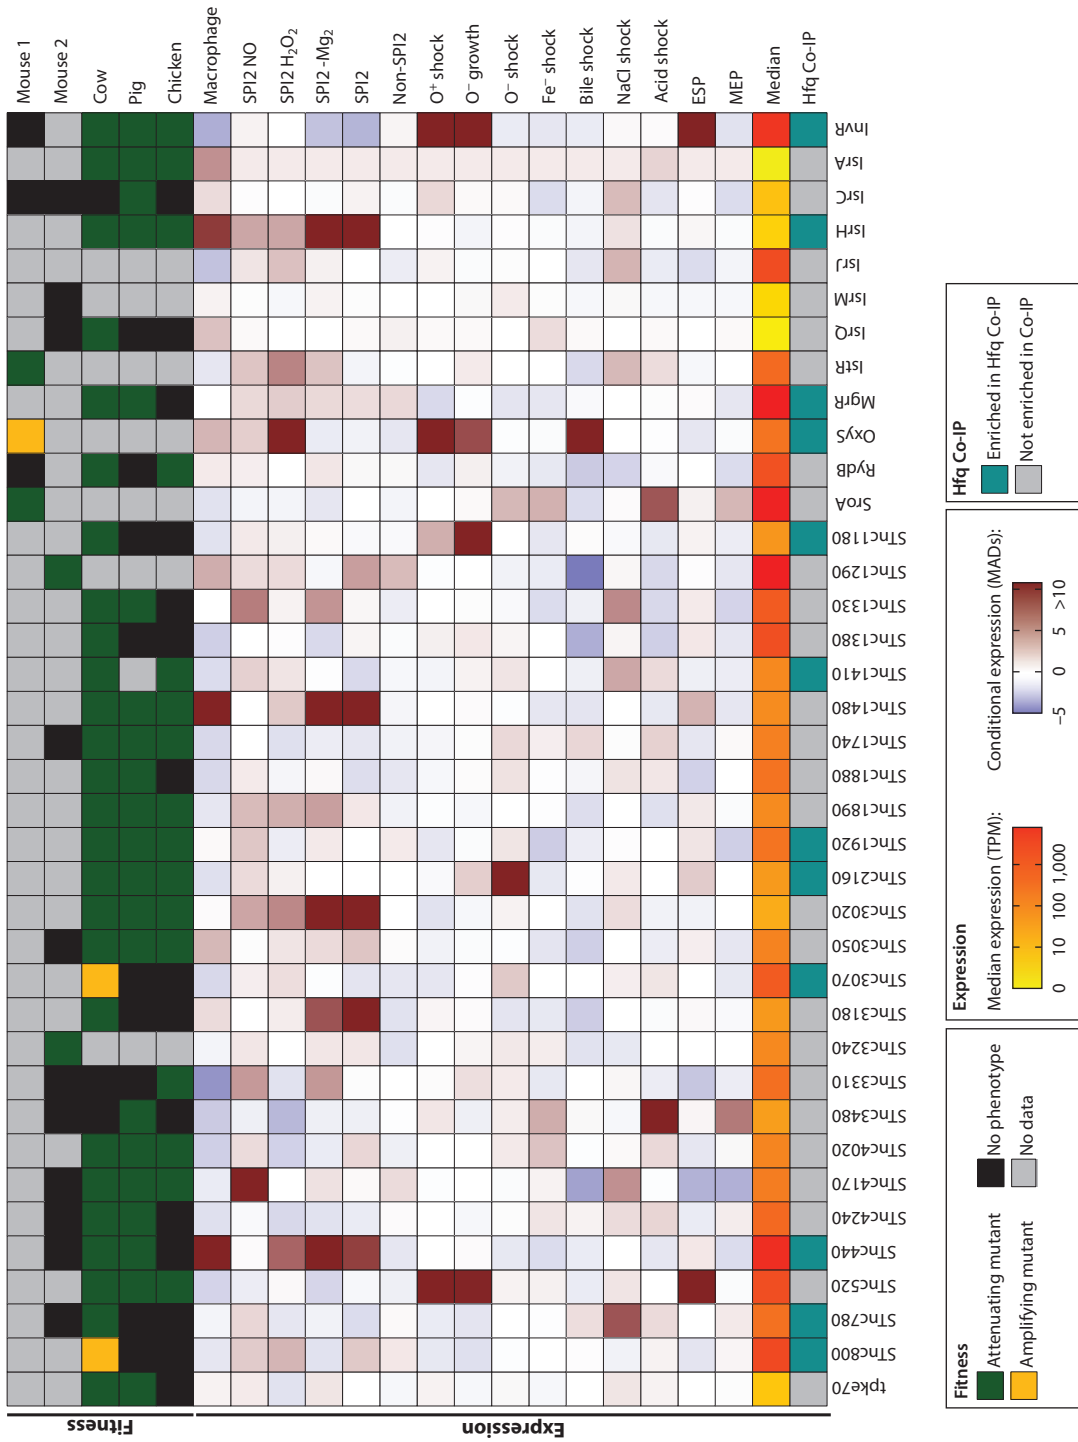 Mouse 1
Mouse 2
Cow
Pig
Chicken
Macrophage
SPI2 NO
SPI2 H₂O₂
SPI2 -Mg₂
SPI2
Non-SPI2
O⁺ shock
O⁻ growth
O⁻ shock
Fe⁻ shock
Bile shock
NaCl shock
Acid shock
ESP
MEP
Median
Hfq Co-IP
InvR
IsrA
IsrC
IsrH
IsrJ
IsrM
IsrQ
IstR
MgrR
OxyS
RydB
SroA
STnc1180
STnc1290
STnc1330
STnc1380
STnc1410
STnc1480
STnc1740
STnc1880
STnc1890
STnc1920
STnc2160
STnc3020
STnc3050
STnc3070
STnc3180
STnc3240
STnc3310
STnc3480
STnc4020
STnc4170
STnc4240
STnc440
STnc520
STnc780
STnc800
tpke70
Fitness
Expression
Fitness
Attenuating mutant
Amplifying mutant
No phenotype
No data
Expression
Median expression (TPM):
0 10 100 1,000
Conditional expression (MADs):
−5 0 5 >10
Hfq Co-IP
Enriched in Hfq Co-IP
Not enriched in Co-IP